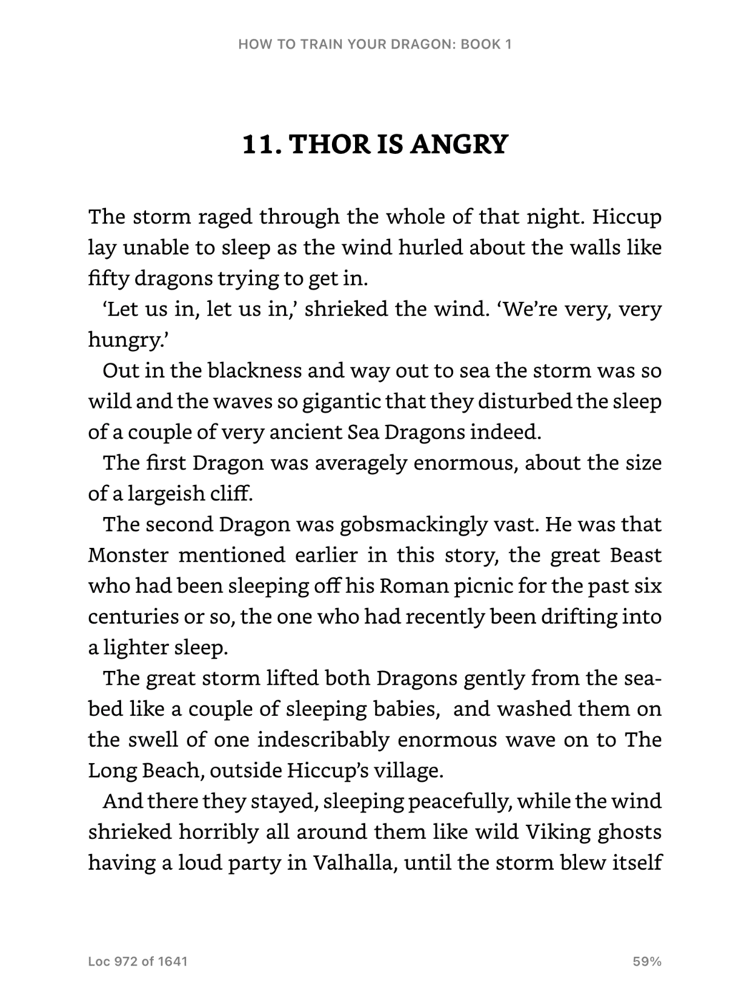 HOW TO TRAIN YOUR DRAGON: BOOK 1
11. THOR IS ANGRY
The storm raged through the whole of that night. Hiccup
lay unable to sleep as the wind hurled about the walls like
fifty dragons trying to get in.
‘Let us in, let us in,’ shrieked the wind. ‘We’re very, very
hungry.’
Out in the blackness and way out to sea the storm was so
wild and the waves so gigantic that they disturbed the sleep
of a couple of very ancient Sea Dragons indeed.
The first Dragon was averagely enormous, about the size
of a largeish cliff.
The second Dragon was gobsmackingly vast. He was that
Monster mentioned earlier in this story, the great Beast
who had been sleeping off his Roman picnic for the past six
centuries or so, the one who had recently been drifting into
a lighter sleep.
The great storm lifted both Dragons gently from the sea-
bed like a couple of sleeping babies,  and washed them on
the swell of one indescribably enormous wave on to The
Long Beach, outside Hiccup’s village.
And there they stayed, sleeping peacefully, while the wind
shrieked horribly all around them like wild Viking ghosts
having a loud party in Valhalla, until the storm blew itself
Loc 972 of 1641
59%